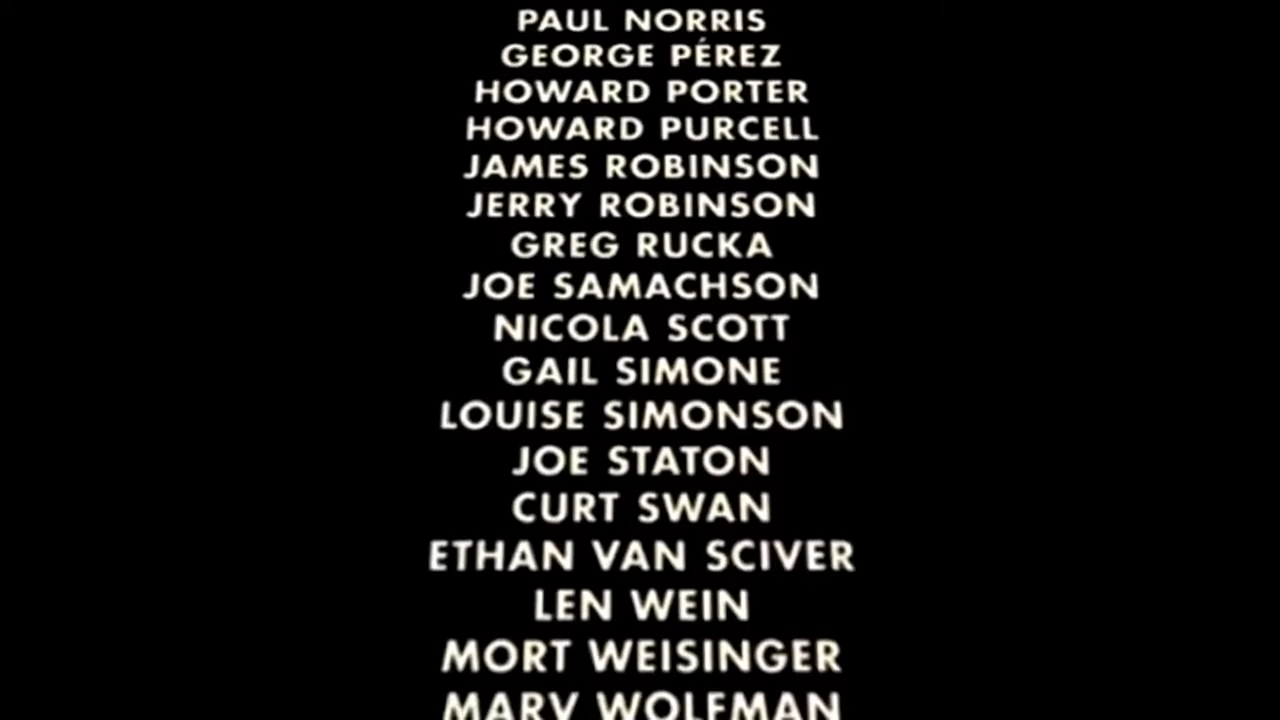 PAUL NORRIS
GEORGE PÉREZ
HOWARD PORTER
HOWARD PURCELL
JAMES ROBINSON
JERRY ROBINSON
GREG RUCKA
JOE SAMACHSON
NICOLA SCOTT
GAIL SIMONE
LOUISE SIMONSON
JOE STATON
CURT SWAN
ETHAN VAN SCIVER
LEN WEIN
MORT WEISINGER
MARV WOLFMAN